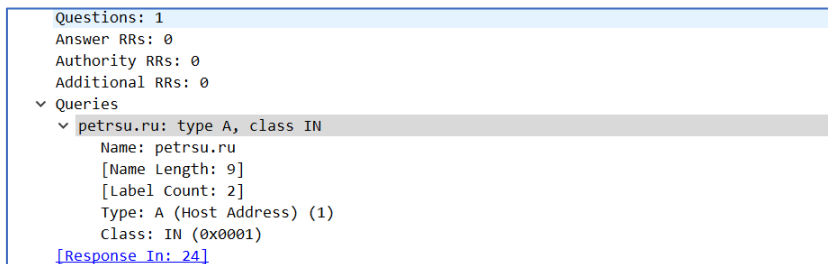 Questions: 1
Answer RRs: 0
Authority RRs: 0
Additional RRs: 0
Queries
petrsu.ru: type A, class IN
Name: petrsu.ru
[Name Length: 9]
[Label Count: 2]
Type: A (Host Address) (1)
Class: IN (0x0001)
[Response In: 24]